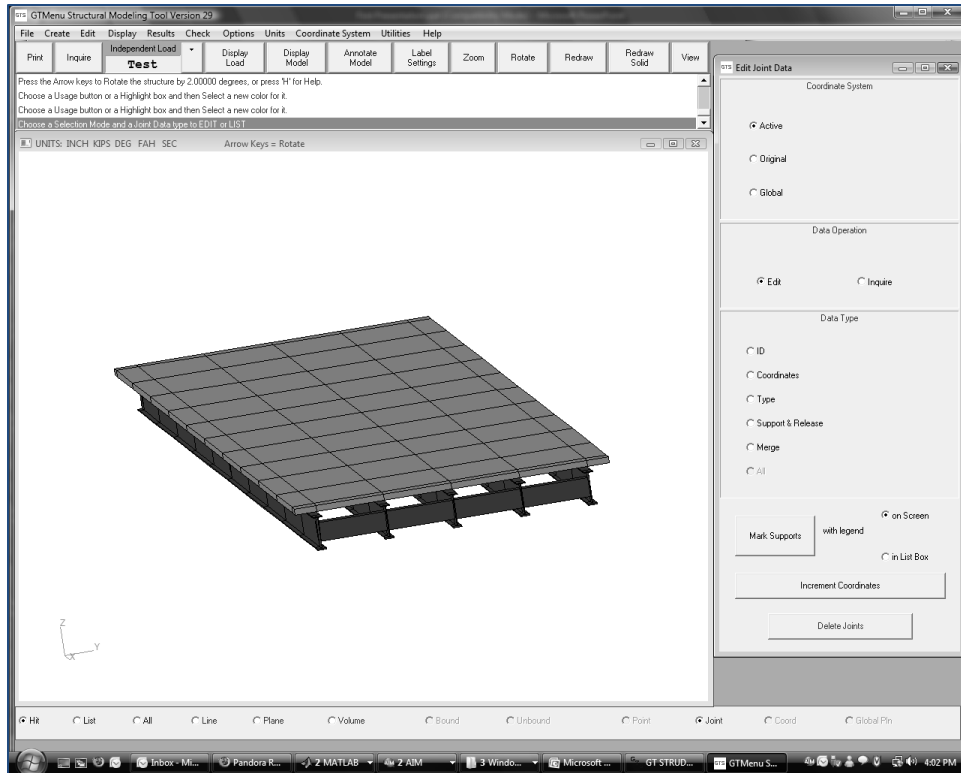 GTS GTMenu Structural Modeling Tool Version 29
File Create Edit Display Results Check Options Units Coordinate System Utilities Help
Print
Inquire
Independent Load
Test
Display Load
Display Model
Annotate Model
Label Settings
Zoom
Rotate
Redraw
Redraw Solid
View
Press the Arrow keys to Rotate the structure by 2.00000 degrees, or press 'H' for Help.
Choose a Usage button or a Highlight box and then Select a new color for it.
Choose a Usage button or a Highlight box and then Select a new color for it.
Choose a Selection Mode and a Joint Data type to EDIT or LIST
UNITS: INCH KIPS DEG FAH SEC Arrow Keys = Rotate
Z
Y
X
GTS Edit Joint Data
Coordinate System
Active
Original
Global
Data Operation
Edit Inquire
Data Type
ID
Coordinates
Type
Support & Release
Merge
All
Mark Supports
with legend
on Screen
in List Box
Increment Coordinates
Delete Joints
Hit List All Line Plane Volume Bound Unbound Point Joint Coord Global Pln
Inbox - Mi... Pandora R... 2 MATLAB 2 AIM 3 Windo... Microsoft ... GT STRUD... GTS GTMenu S... 4:02 PM